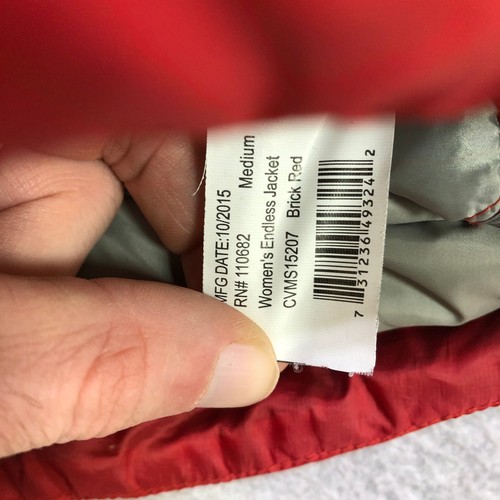 MFG DATE:10/2015
RN# 110682 Medium
Women's Endless Jacket
CVMS15207 Brick Red
7 31236 49324 2